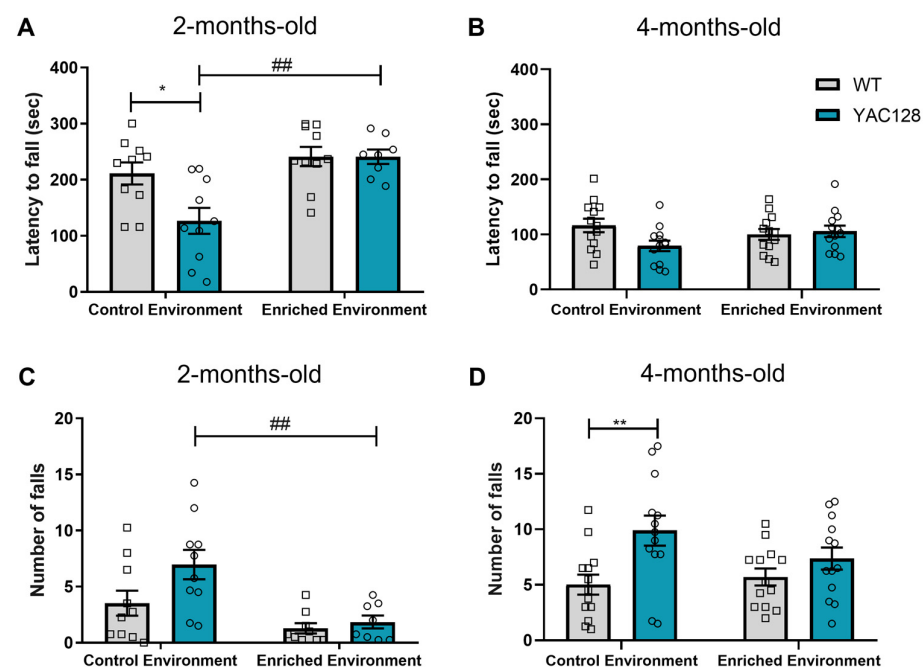 A
2-months-old
Latency to fall (sec)
400
300
200
100
0
*
##
Control Environment
Enriched Environment
B
4-months-old
Latency to fall (sec)
400
300
200
100
0
WT
YAC128
Control Environment
Enriched Environment
C
2-months-old
Number of falls
20
15
10
5
0
##
Control Environment
Enriched Environment
D
4-months-old
Number of falls
20
15
10
5
0
**
Control Environment
Enriched Environment